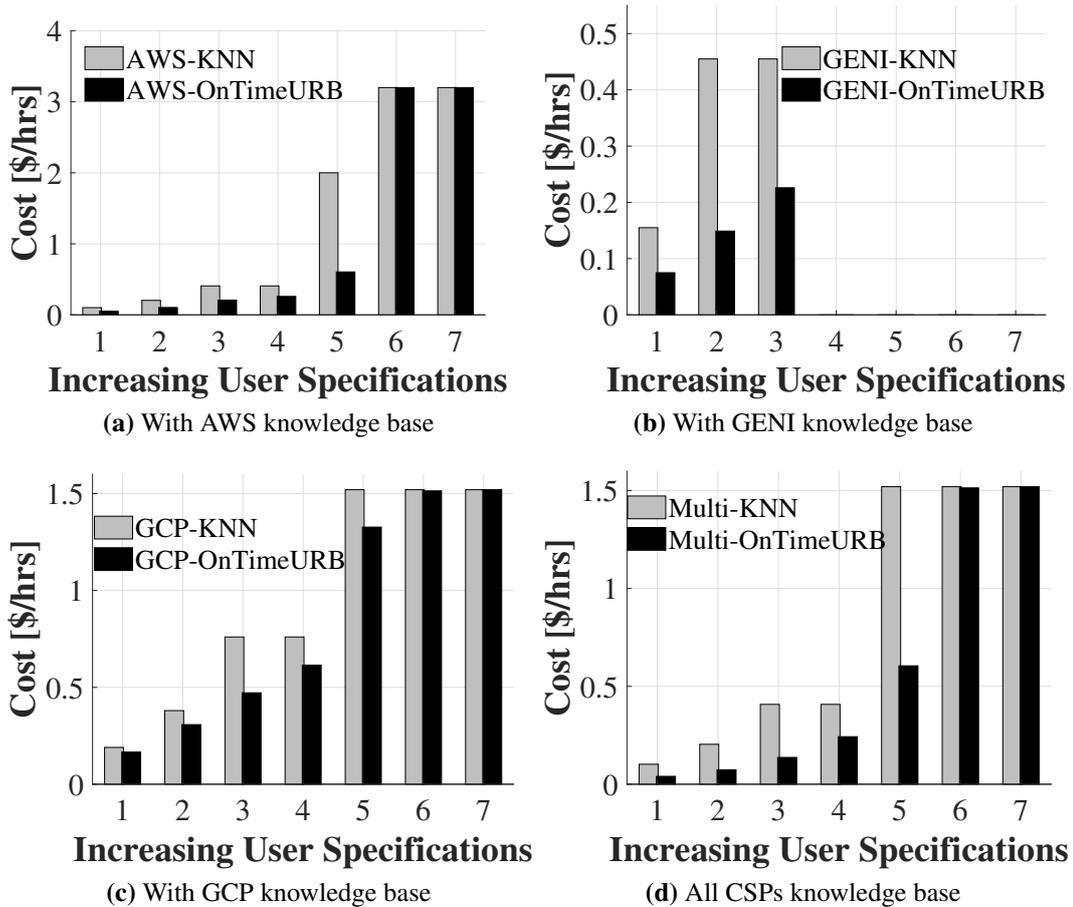 4
3
2
1
0
Cost [$/hrs]
AWS-KNN
AWS-OnTimeURB
1 2 3 4 5 6 7
Increasing User Specifications
(a) With AWS knowledge base
0.5
0.4
0.3
0.2
0.1
0
Cost [$/hrs]
GENI-KNN
GENI-OnTimeURB
1 2 3 4 5 6 7
Increasing User Specifications
(b) With GENI knowledge base
1.5
1
0.5
0
Cost [$/hrs]
GCP-KNN
GCP-OnTimeURB
1 2 3 4 5 6 7
Increasing User Specifications
(c) With GCP knowledge base
1.5
1
0.5
0
Cost [$/hrs]
Multi-KNN
Multi-OnTimeURB
1 2 3 4 5 6 7
Increasing User Specifications
(d) All CSPs knowledge base